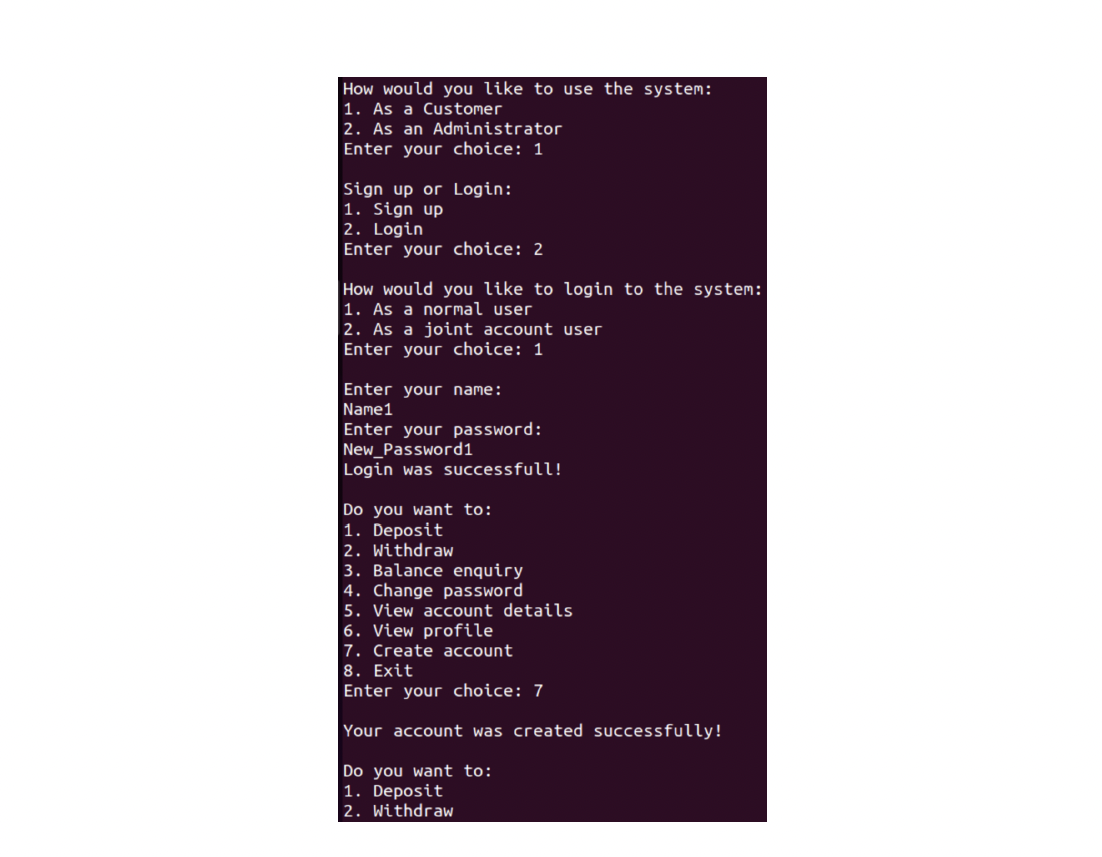 How would you like to use the system:
1. As a Customer
2. As an Administrator
Enter your choice: 1
Sign up or Login:
1. Sign up
2. Login
Enter your choice: 2
How would you like to login to the system:
1. As a normal user
2. As a joint account user
Enter your choice: 1
Enter your name:
Name1
Enter your password:
New_Password1
Login was successfull!
Do you want to:
1. Deposit
2. Withdraw
3. Balance enquiry
4. Change password
5. View account details
6. View profile
7. Create account
8. Exit
Enter your choice: 7
Your account was created successfully!
Do you want to:
1. Deposit
2. Withdraw